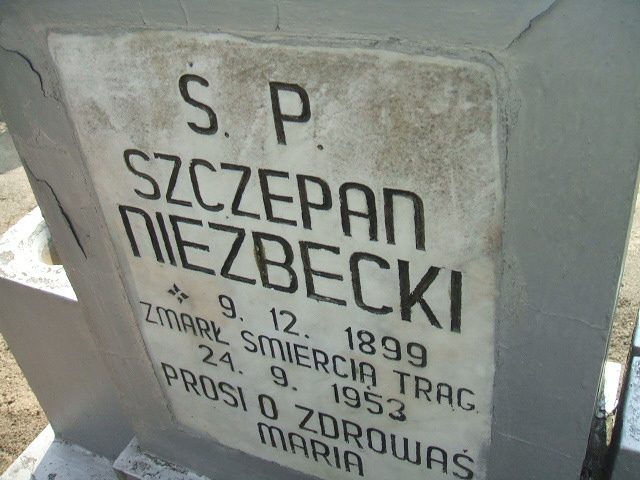 Ś. P.
SZCZEPAN
NIEZBECKI
9. 12. 1899
ZMARŁ ŚMIERCIĄ TRAG.
24. 9. 1953
PROSI O ZDROWAŚ
MARIA